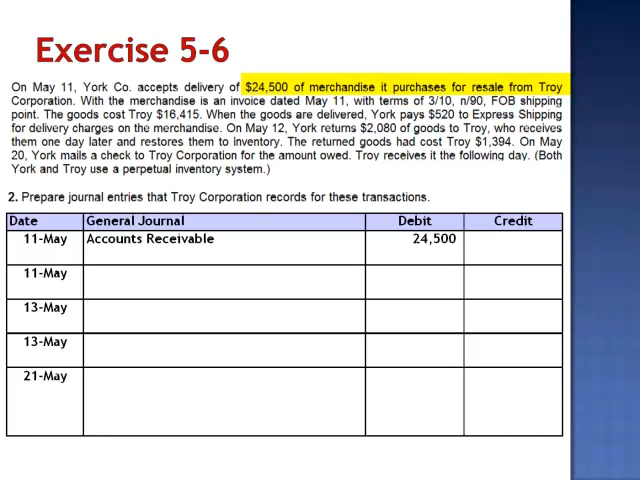 Exercise 5-6
On May 11, York Co. accepts delivery of $24,500 of merchandise it purchases for resale from Troy
Corporation. With the merchandise is an invoice dated May 11, with terms of 3/10, n/90, FOB shipping
point. The goods cost Troy $16,415. When the goods are delivered, York pays $520 to Express Shipping
for delivery charges on the merchandise. On May 12, York returns $2,080 of goods to Troy, who receives
them one day later and restores them to inventory. The returned goods had cost Troy $1,394. On May
20, York mails a check to Troy Corporation for the amount owed. Troy receives it the following day. (Both
York and Troy use a perpetual inventory system.)
2. Prepare journal entries that Troy Corporation records for these transactions.
Date General Journal Debit Credit
11-May Accounts Receivable 24,500
11-May
13-May
13-May
21-May